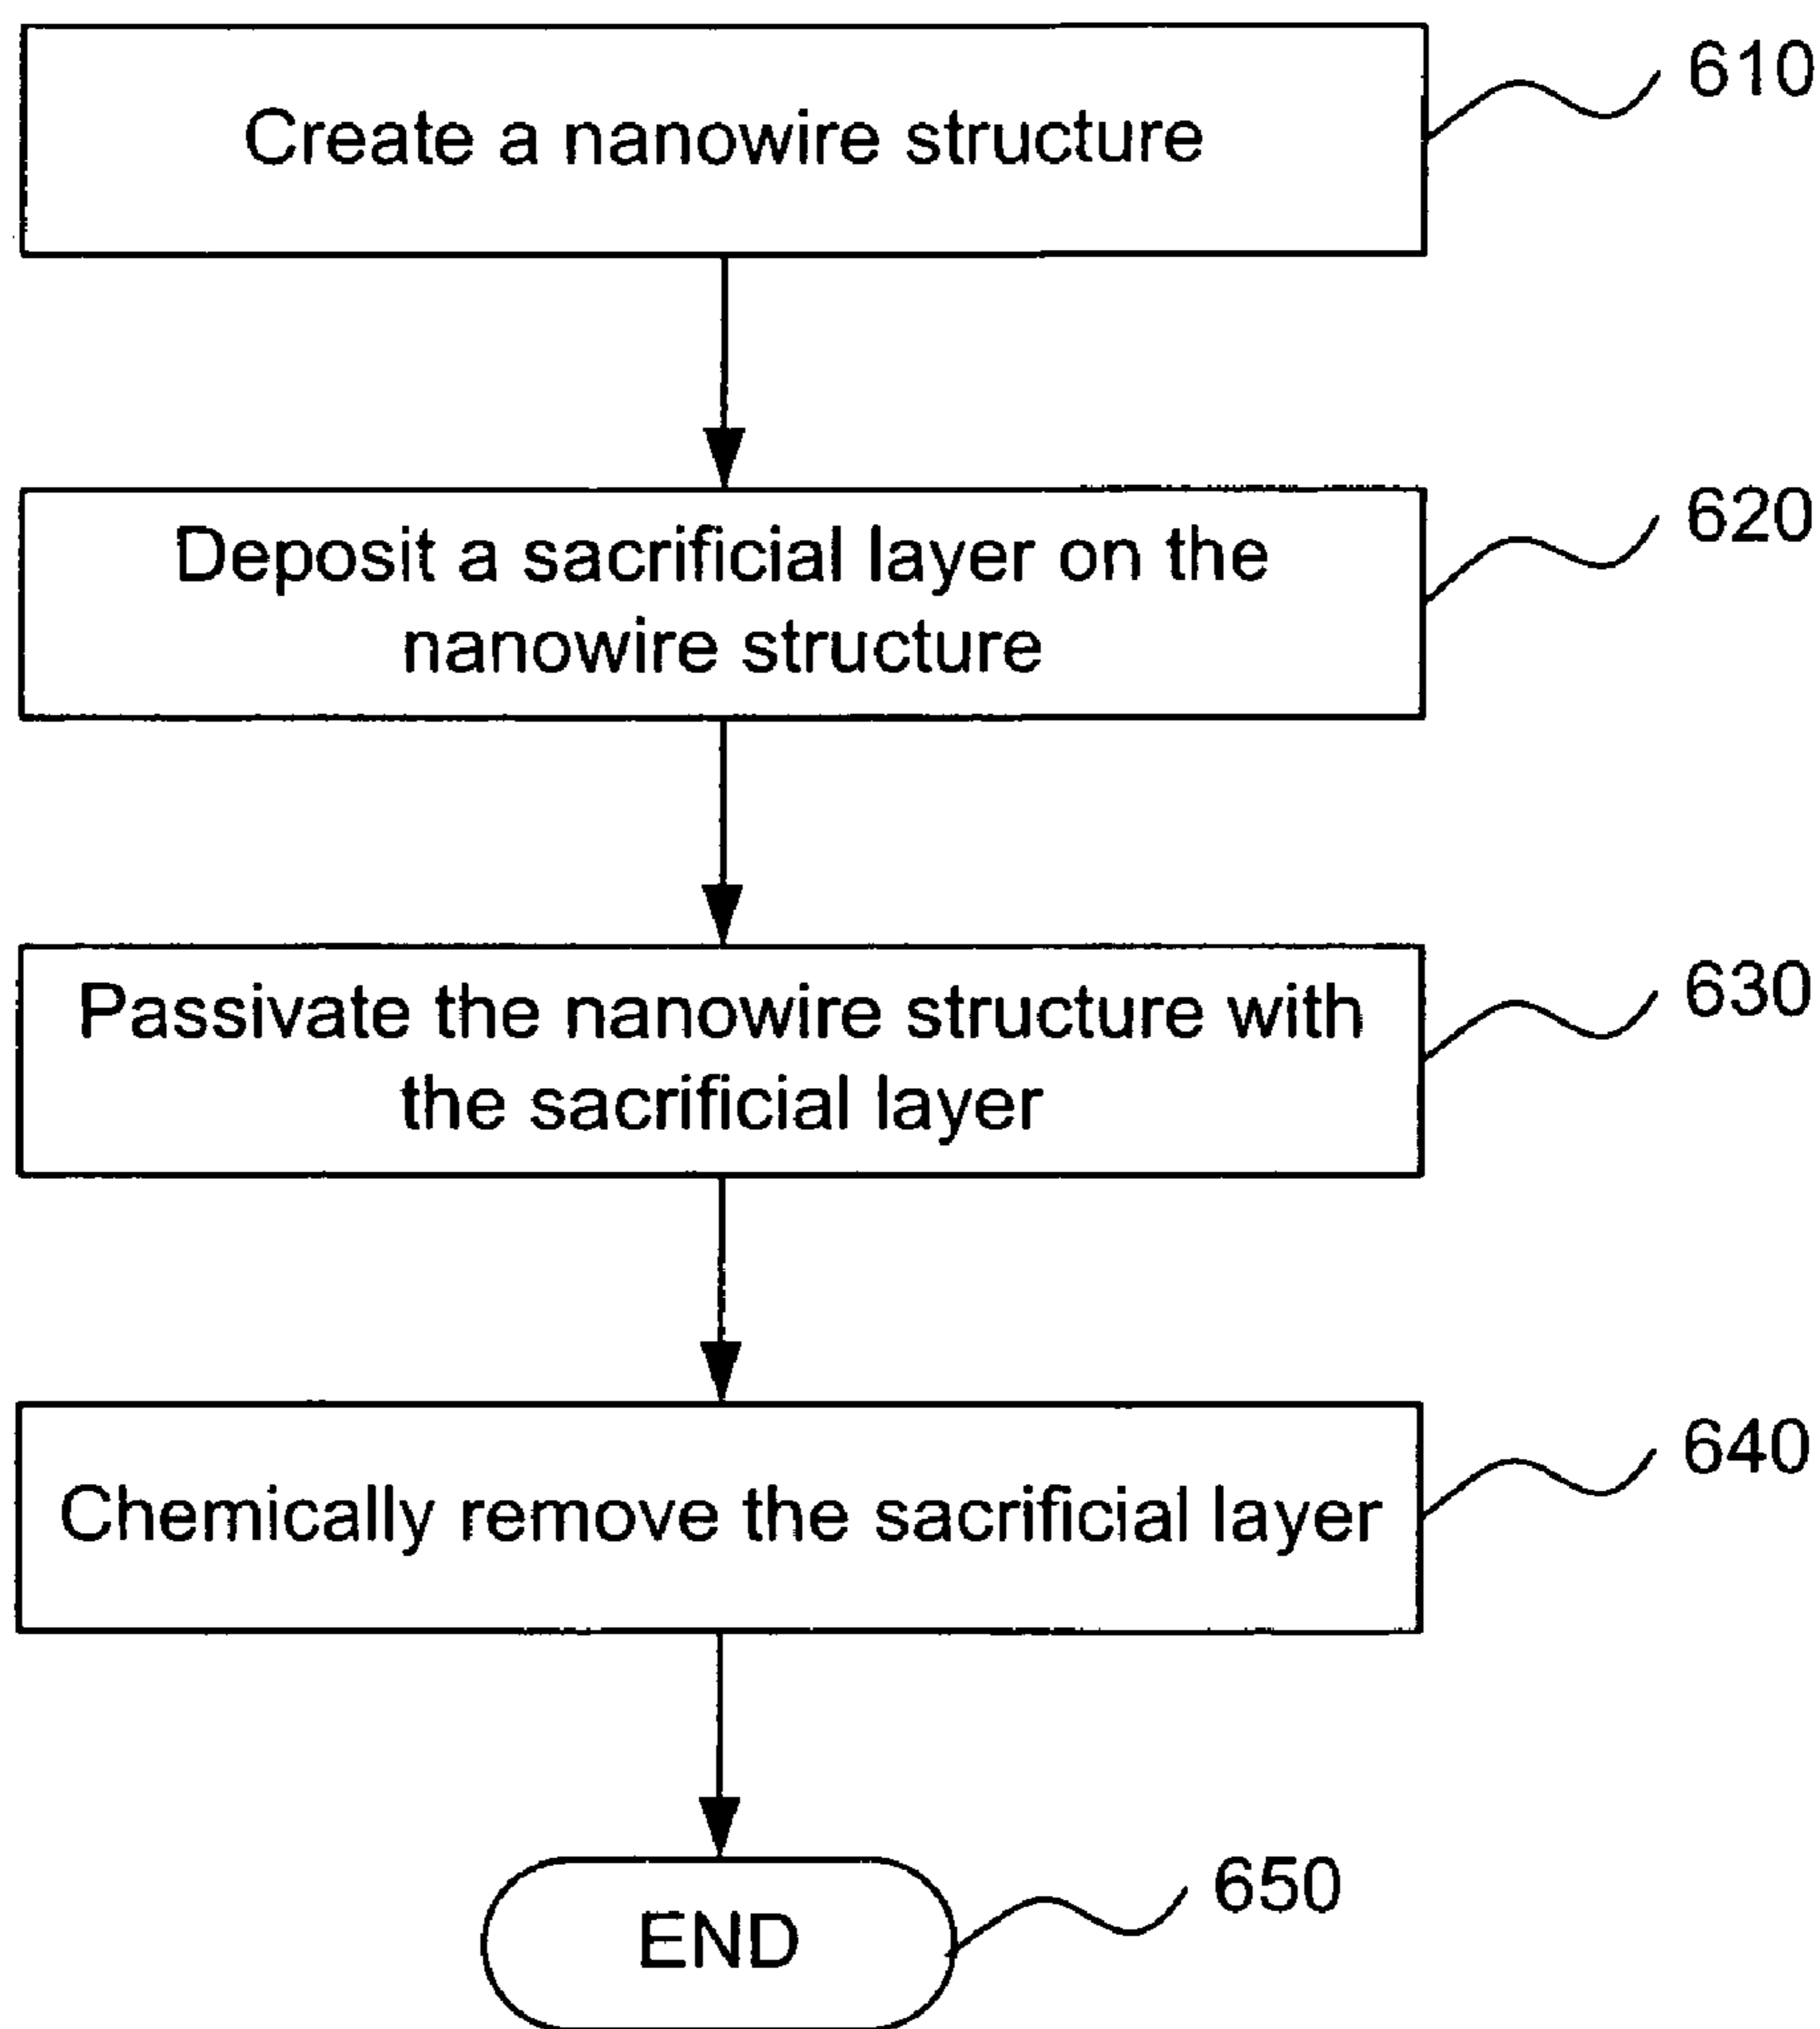 Create a nanowire structure
610
Deposit a sacrificial layer on the
nanowire structure
620
Passivate the nanowire structure with
the sacrificial layer
630
Chemically remove the sacrificial layer
640
END
650